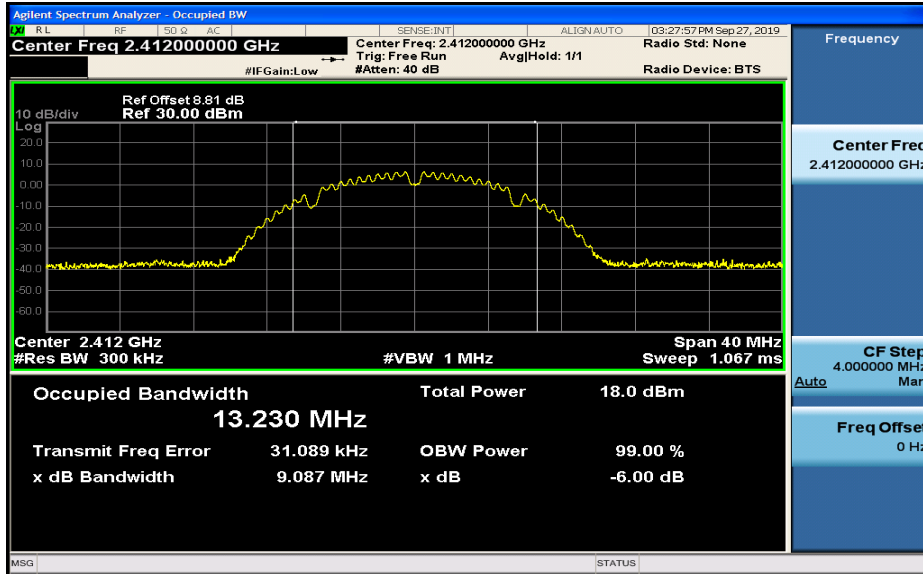 Agilent Spectrum Analyzer - Occupied BW
LXI RL RF 50 Ω AC SENSE:INT ALIGN AUTO 03:27:57 PM Sep 27, 2019
Center Freq 2.412000000 GHz
Center Freq: 2.412000000 GHz
Radio Std: None
Trig: Free Run Avg|Hold: 1/1
#IFGain:Low
#Atten: 40 dB
Radio Device: BTS
Ref Offset 8.81 dB
10 dB/div Ref 30.00 dBm
Log
20.0
10.0
0.00
-10.0
-20.0
-30.0
-40.0
-50.0
-60.0
Center 2.412 GHz Span 40 MHz
#Res BW 300 kHz #VBW 1 MHz Sweep 1.067 ms
Occupied Bandwidth Total Power 18.0 dBm
13.230 MHz
Transmit Freq Error 31.089 kHz OBW Power 99.00 %
x dB Bandwidth 9.087 MHz x dB -6.00 dB
MSG STATUS
Frequency
Center Freq
2.412000000 GHz
CF Step
4.000000 MHz
Auto Man
Freq Offset
0 Hz